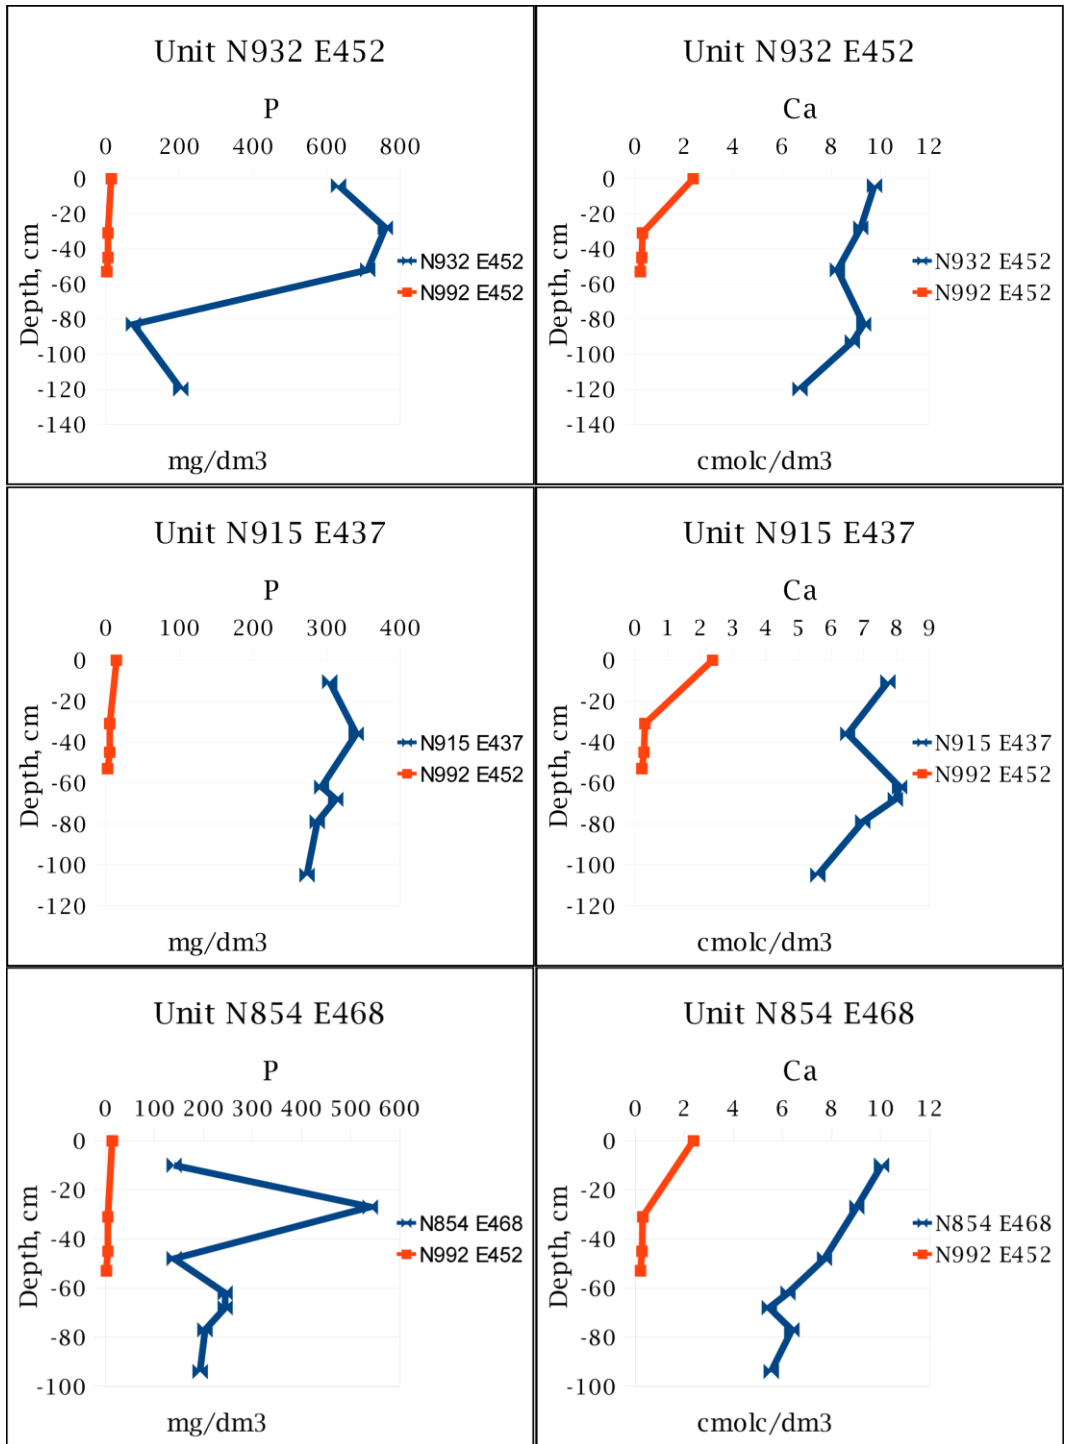 Unit N932 E452
P
0 200 400 600 800
0
-20
-40
-60
-80
-100
-120
-140
Depth, cm
N932 E452
N992 E452
mg/dm3
Unit N932 E452
Ca
0 2 4 6 8 10 12
0
-20
-40
-60
-80
-100
-120
-140
Depth, cm
N932 E452
N992 E452
cmolc/dm3
Unit N915 E437
P
0 100 200 300 400
0
-20
-40
-60
-80
-100
-120
Depth, cm
N915 E437
N992 E452
mg/dm3
Unit N915 E437
Ca
0 1 2 3 4 5 6 7 8 9
0
-20
-40
-60
-80
-100
-120
Depth, cm
N915 E437
N992 E452
cmolc/dm3
Unit N854 E468
P
0 100 200 300 400 500 600
0
-20
-40
-60
-80
-100
Depth, cm
N854 E468
N992 E452
mg/dm3
Unit N854 E468
Ca
0 2 4 6 8 10 12
0
-20
-40
-60
-80
-100
Depth, cm
N854 E468
N992 E452
cmolc/dm3